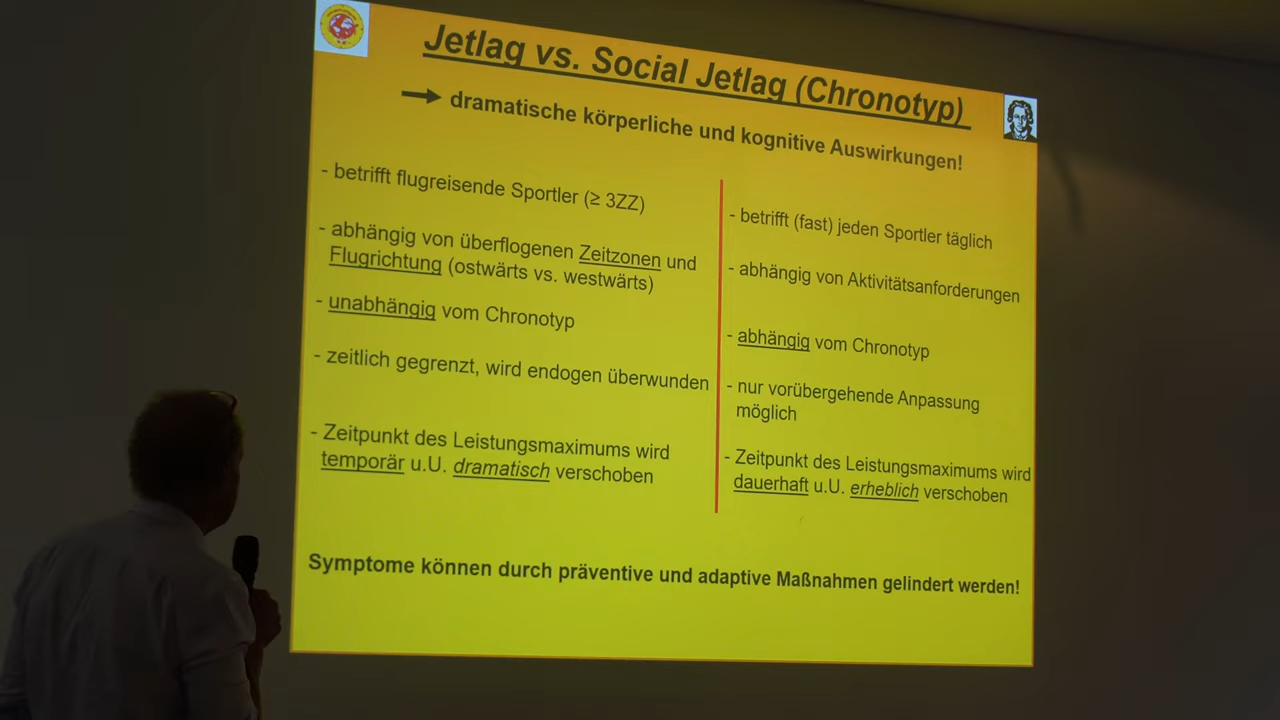 Jetlag vs. Social Jetlag (Chronotyp)
dramatische körperliche und kognitive Auswirkungen!
- betrifft flugreisende Sportler (≥ 3ZZ)
- abhängig von überflogenen Zeitzonen und
Flugrichtung (ostwärts vs. westwärts)
- unabhängig vom Chronotyp
- zeitlich gegrenzt, wird endogen überwunden
- Zeitpunkt des Leistungsmaximums wird
temporär u.U. dramatisch verschoben
- betrifft (fast) jeden Sportler täglich
- abhängig von Aktivitätsanforderungen
- abhängig vom Chronotyp
- nur vorübergehende Anpassung
möglich
- Zeitpunkt des Leistungsmaximums wird
dauerhaft u.U. erheblich verschoben
Symptome können durch präventive und adaptive Maßnahmen gelindert werden!